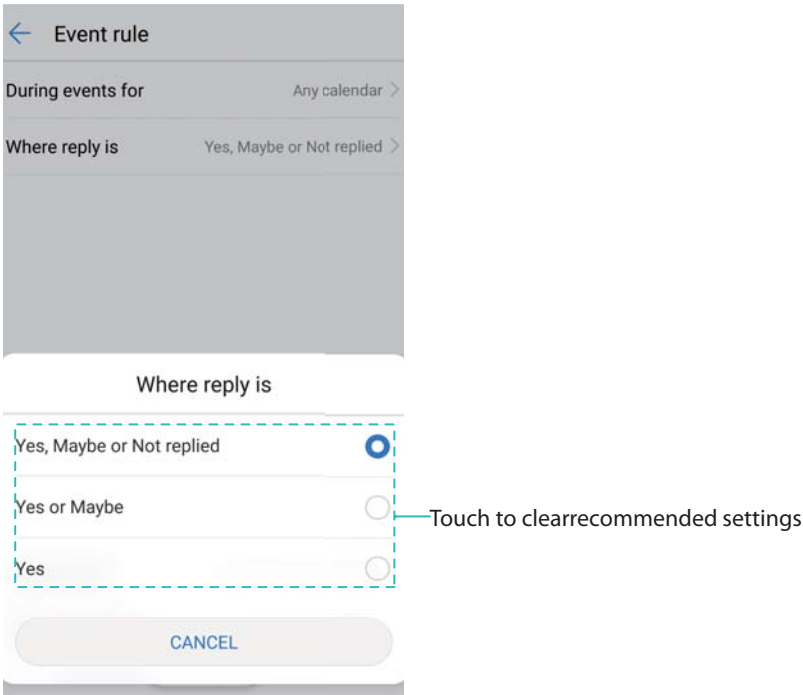 Event rule
During events for Any calendar
Where reply is Yes, Maybe or Not replied
Where reply is
Yes, Maybe or Not replied
Yes or Maybe
Touch to clearrecommended settings
Yes
CANCEL